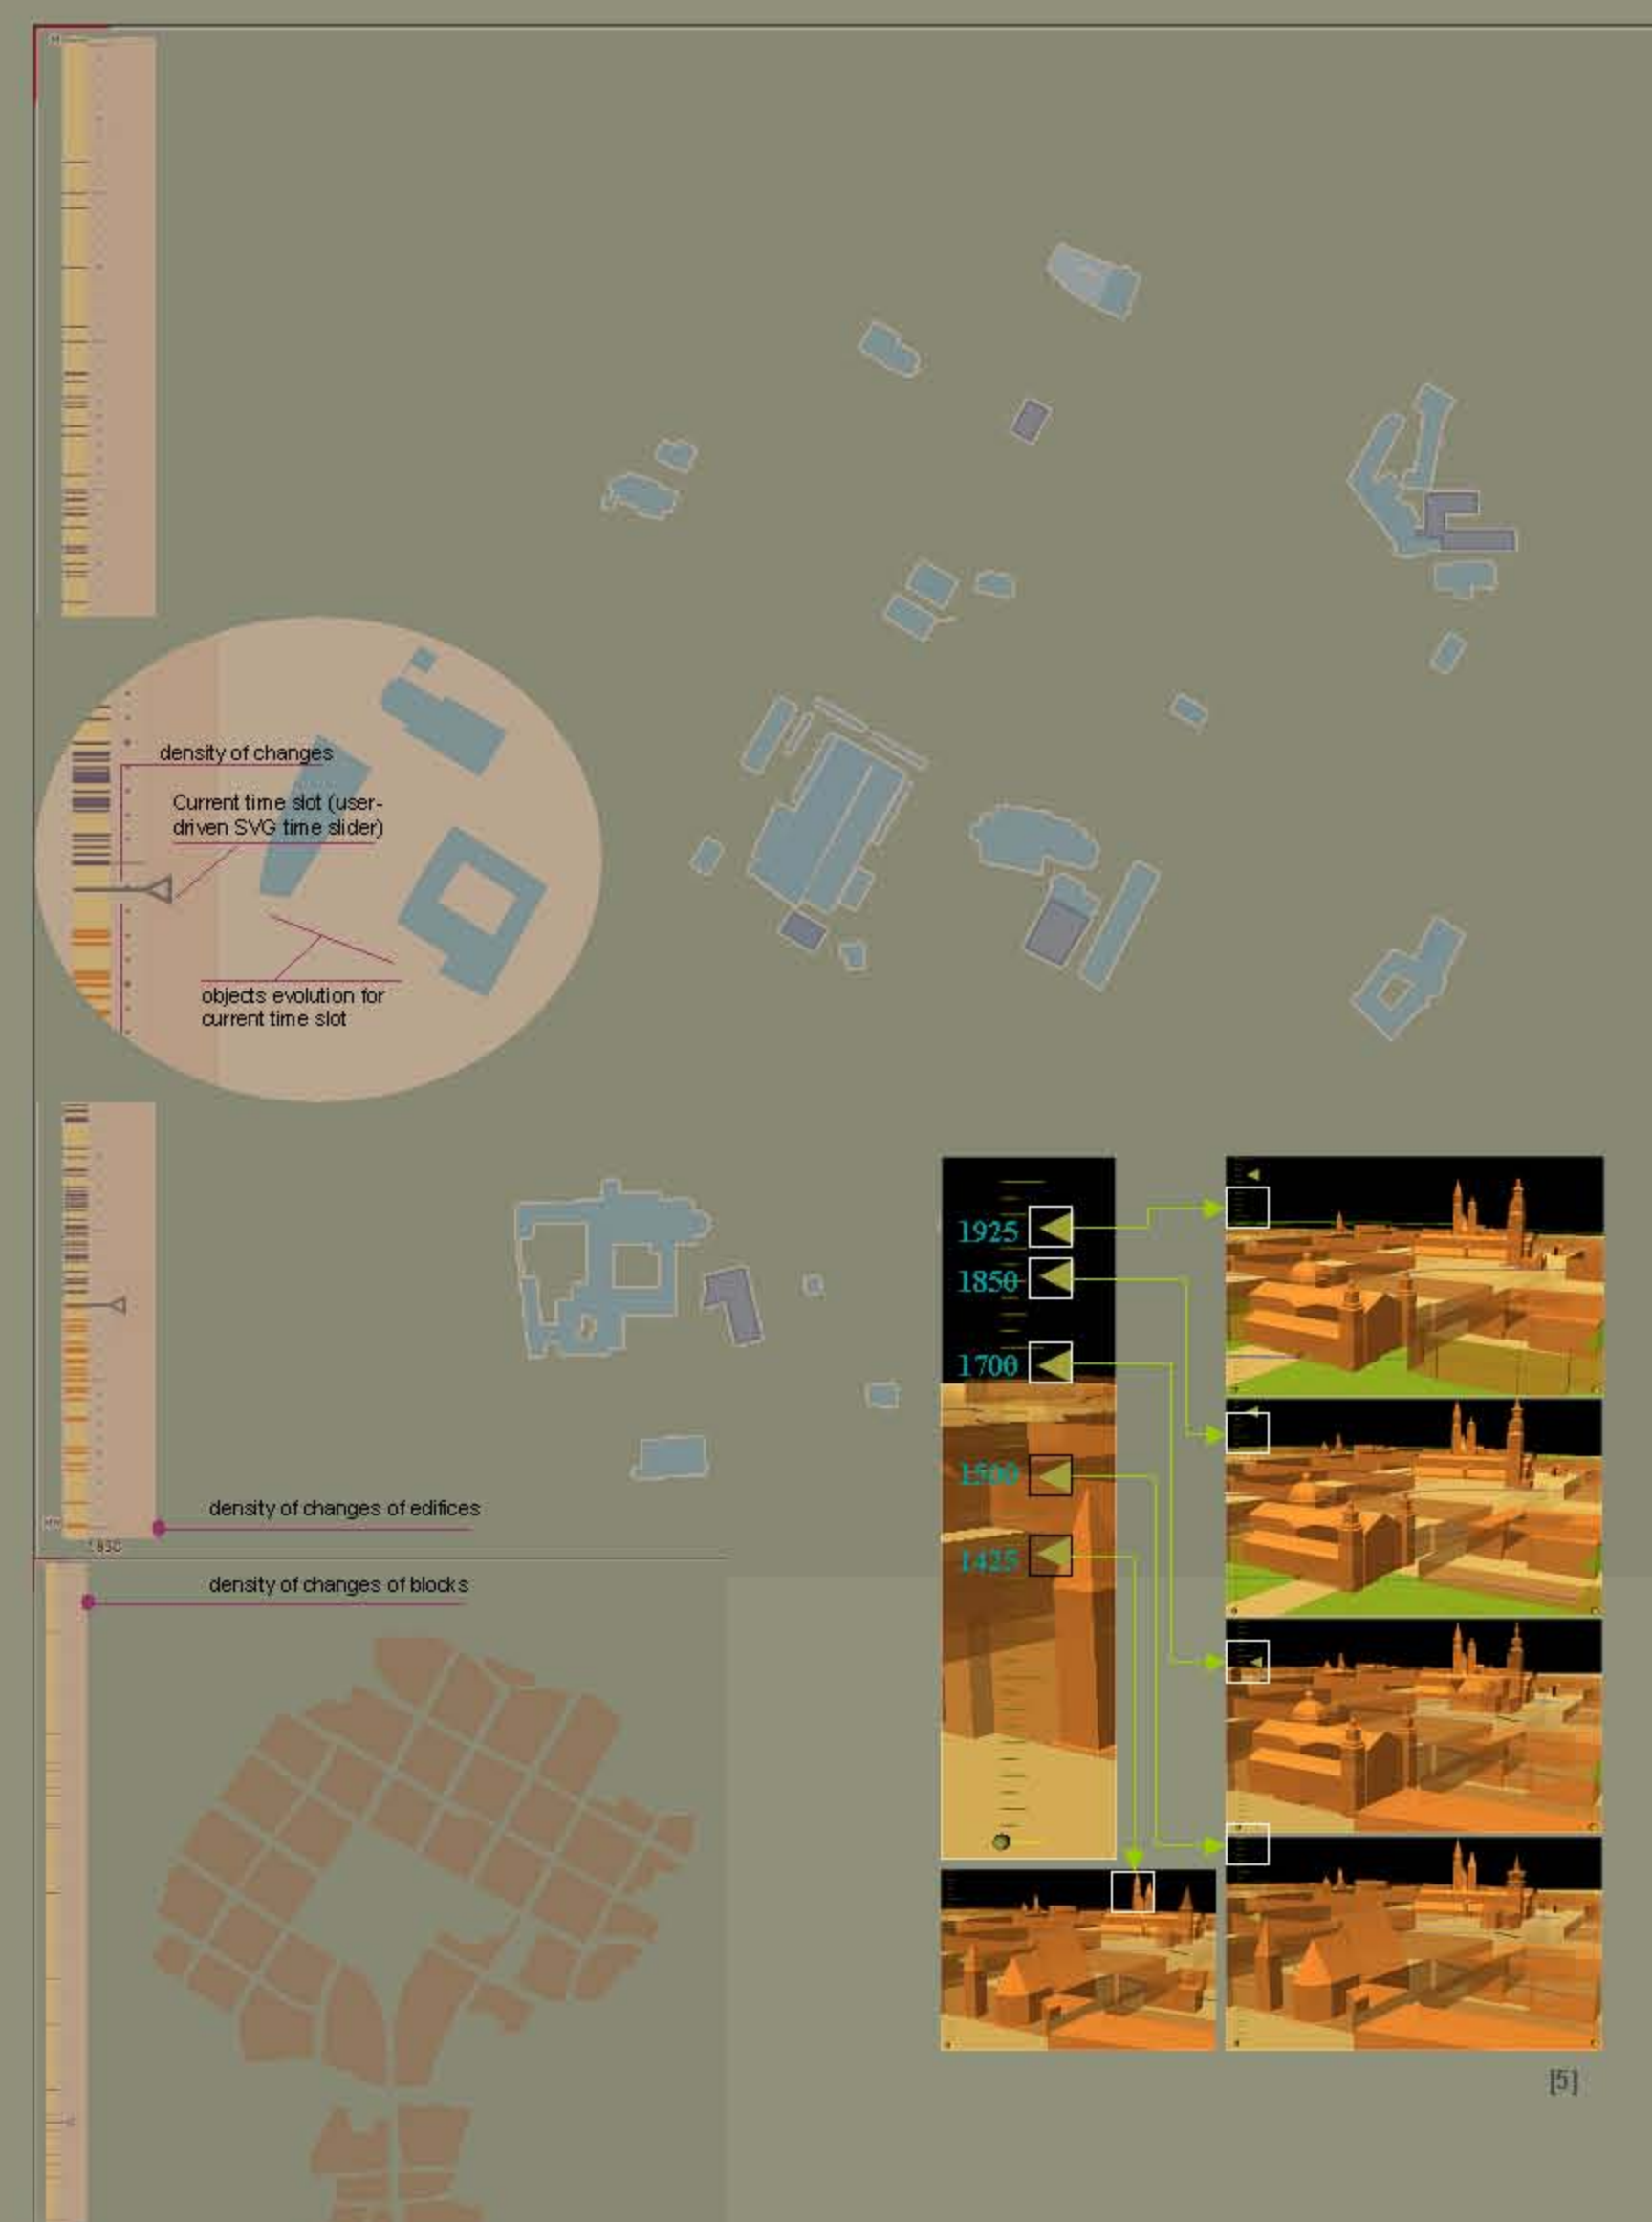 density of changes
Current time slot (user-
driven SVG time slider)
objects evolution for
current time slot
1925
1850
1700
1500
1425
density of changes of edifices
1850
density of changes of blocks
[5]